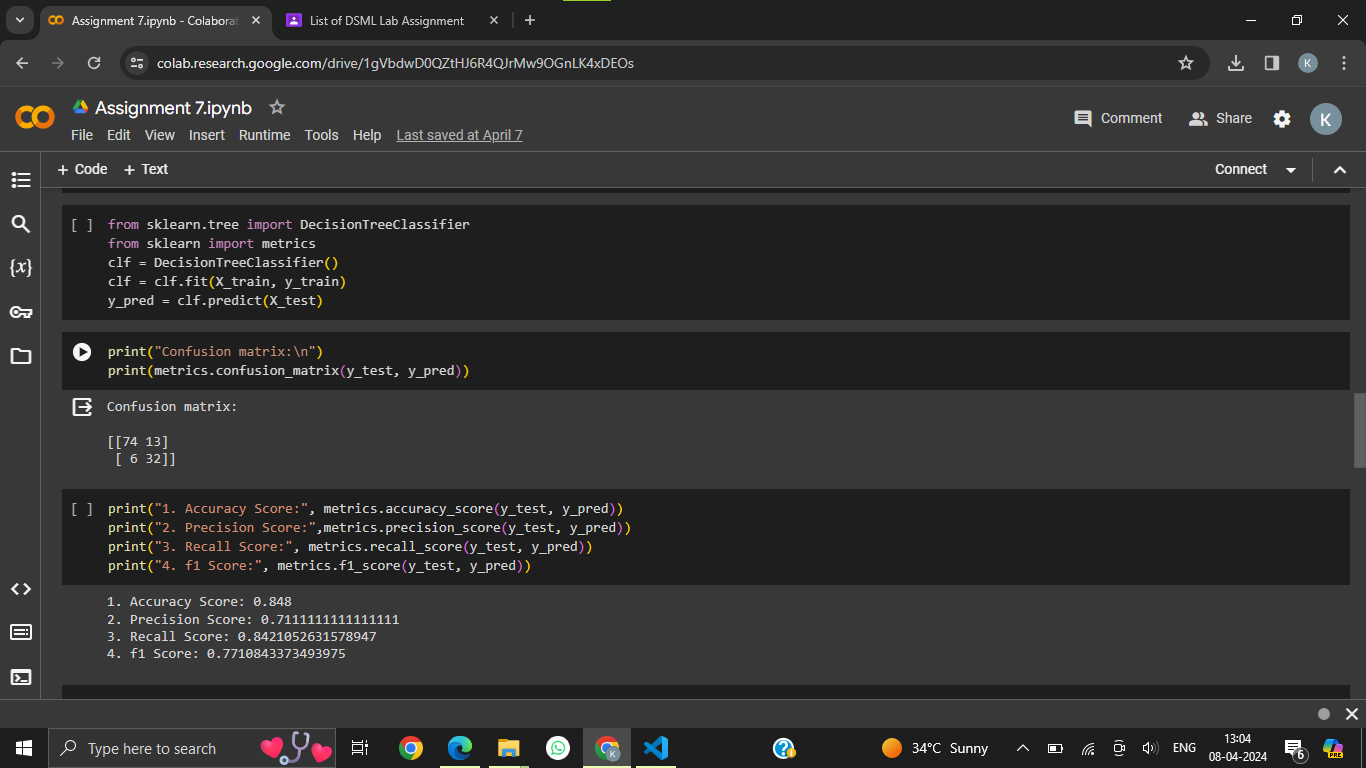 Assignment 7.ipynb - Colaborat
List of DSML Lab Assignment
colab.research.google.com/drive/1gVbdwD0QZtHJ6R4QJrMw9OGnLK4xDEOs
K
Assignment 7.ipynb
File Edit View Insert Runtime Tools Help Last saved at April 7
Comment Share K
+ Code + Text
Connect
{x}
[ ] from sklearn.tree import DecisionTreeClassifier
from sklearn import metrics
clf = DecisionTreeClassifier()
clf = clf.fit(X_train, y_train)
y_pred = clf.predict(X_test)
print("Confusion matrix:\n")
print(metrics.confusion_matrix(y_test, y_pred))
Confusion matrix:
[[74 13]
[ 6 32]]
[ ] print("1. Accuracy Score:", metrics.accuracy_score(y_test, y_pred))
print("2. Precision Score:",metrics.precision_score(y_test, y_pred))
print("3. Recall Score:", metrics.recall_score(y_test, y_pred))
print("4. f1 Score:", metrics.f1_score(y_test, y_pred))
1. Accuracy Score: 0.848
2. Precision Score: 0.7111111111111111
3. Recall Score: 0.8421052631578947
4. f1 Score: 0.7710843373493975
Type here to search
K
34°C Sunny
ENG
13:04
08-04-2024
6
PRE